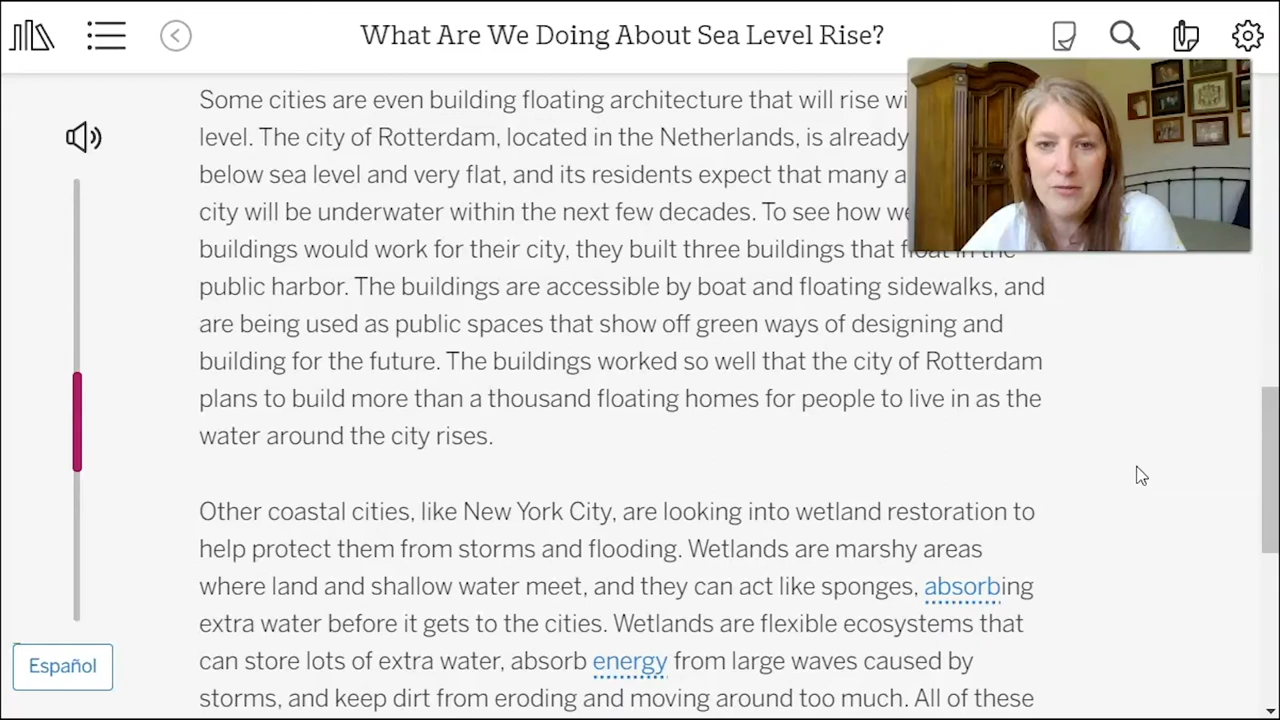 What Are We Doing About Sea Level Rise?
Some cities are even building floating architecture that will rise
level. The city of Rotterdam, located in the Netherlands, is already
below sea level and very flat, and its residents expect that many
city will be underwater within the next few decades. To see how
buildings would work for their city, they built three buildings that float in the
public harbor. The buildings are accessible by boat and floating sidewalks, and
are being used as public spaces that show off green ways of designing and
building for the future. The buildings worked so well that the city of Rotterdam
plans to build more than a thousand floating homes for people to live in as the
water around the city rises.
Other coastal cities, like New York City, are looking into wetland restoration to
help protect them from storms and flooding. Wetlands are marshy areas
where land and shallow water meet, and they can act like sponges, absorbing
extra water before it gets to the cities. Wetlands are flexible ecosystems that
can store lots of extra water, absorb energy from large waves caused by
storms, and keep dirt from eroding and moving around too much. All of these
Español